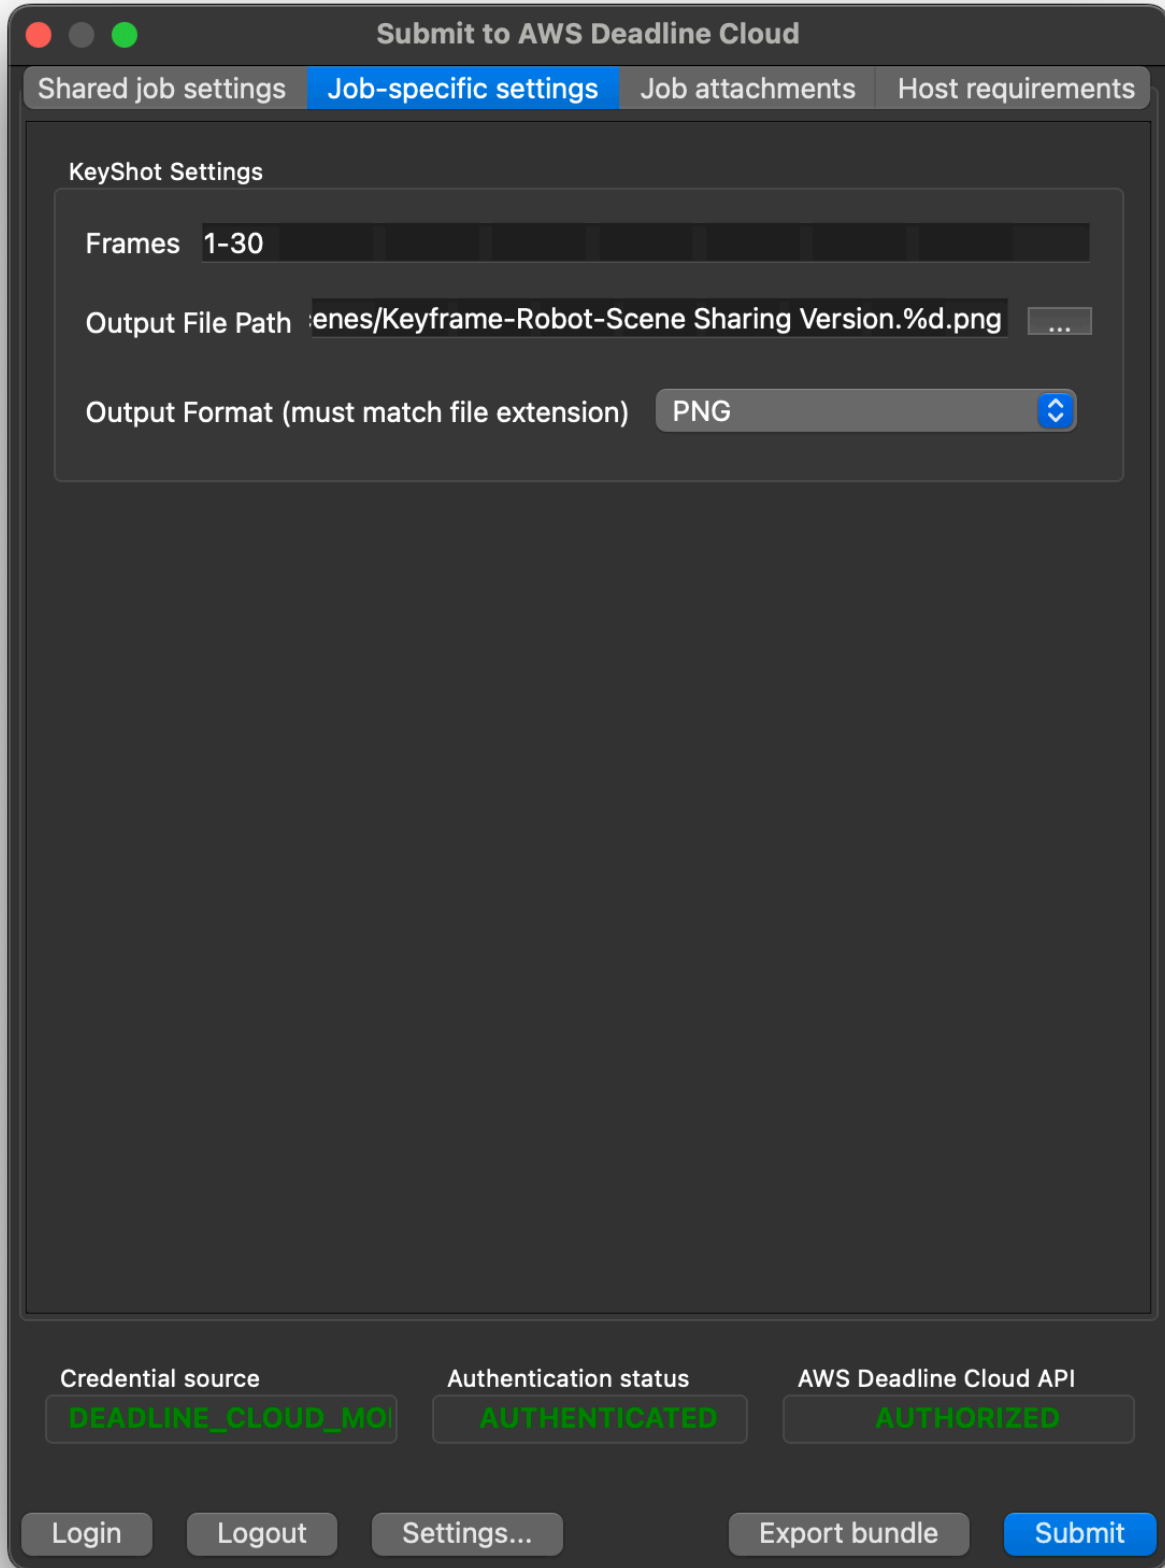 Submit to AWS Deadline Cloud
Shared job settings Job-specific settings Job attachments Host requirements
KeyShot Settings
Frames 1-30
Output File Path enes/Keyframe-Robot-Scene Sharing Version.%d.png ...
Output Format (must match file extension) PNG
Credential source Authentication status AWS Deadline Cloud API
DEADLINE_CLOUD_MO AUTHENTICATED AUTHORIZED
Login Logout Settings... Export bundle Submit